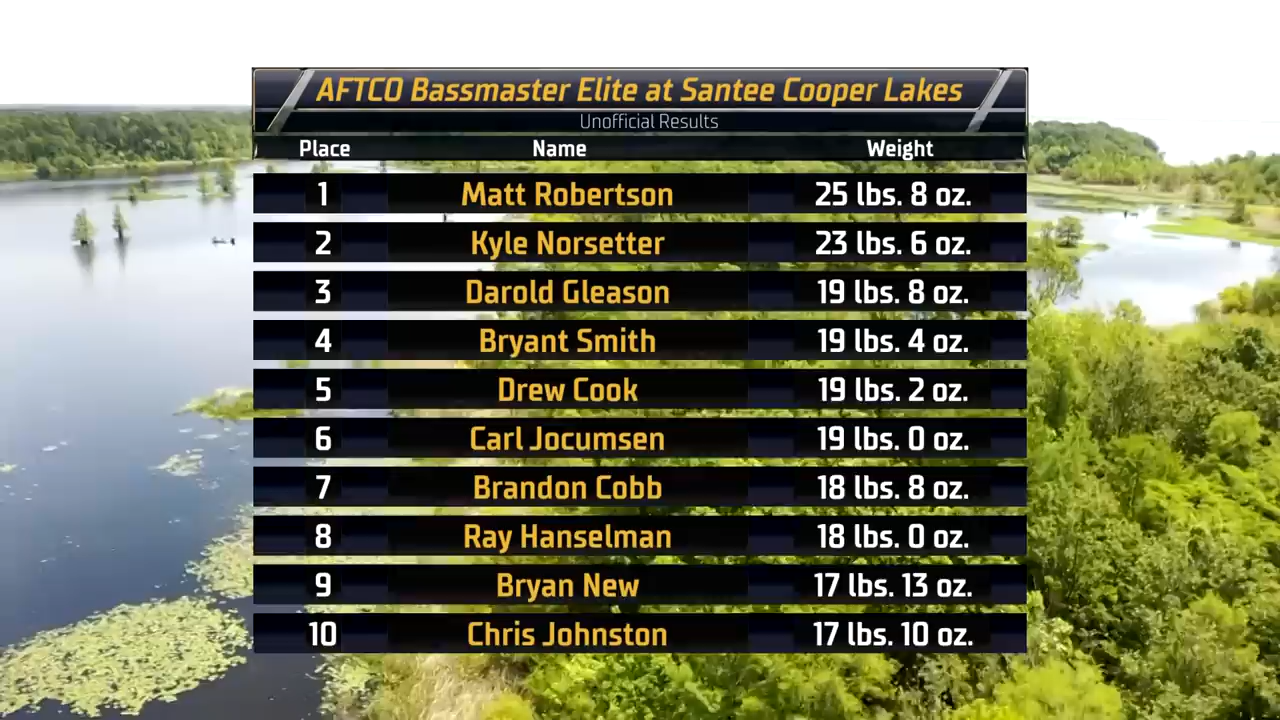 AFTCO Bassmaster Elite at Santee Cooper Lakes
Unofficial Results
Place Name Weight
1 Matt Robertson 25 lbs. 8 oz.
2 Kyle Norsetter 23 lbs. 6 oz.
3 Darold Gleason 19 lbs. 8 oz.
4 Bryant Smith 19 lbs. 4 oz.
5 Drew Cook 19 lbs. 2 oz.
6 Carl Jocumsen 19 lbs. 0 oz.
7 Brandon Cobb 18 lbs. 8 oz.
8 Ray Hanselman 18 lbs. 0 oz.
9 Bryan New 17 lbs. 13 oz.
10 Chris Johnston 17 lbs. 10 oz.